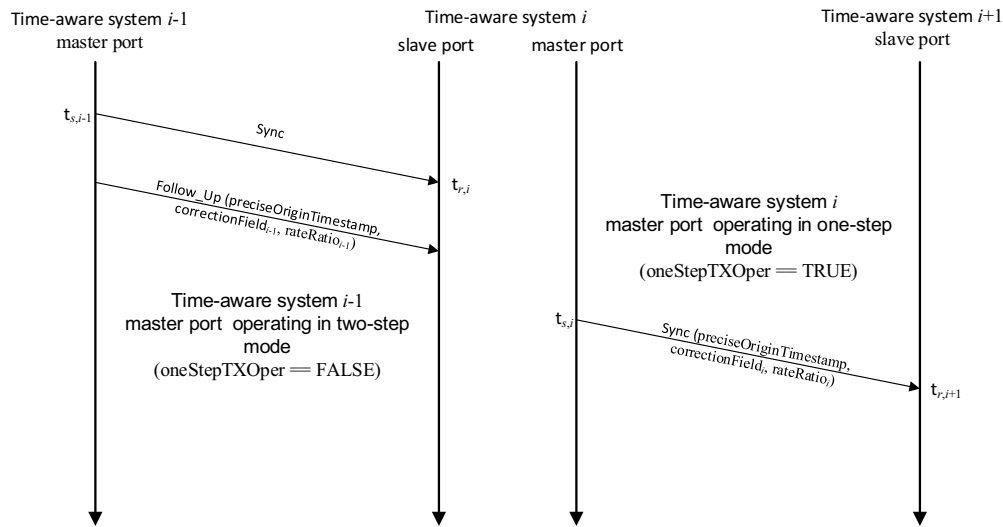 Time-aware system i-1
master port
Time-aware system i
slave port
master port
Time-aware system i+1
slave port
ts,i-1
Sync
tr,i
Follow_Up (preciseOriginTimestamp,
correctionFieldi-1, rateRatioi-1)
Time-aware system i
master port operating in one-step
mode
(oneStepTXOper == TRUE)
Time-aware system i-1
master port operating in two-step
mode
(oneStepTXOper == FALSE)
ts,i
Sync (preciseOriginTimestamp,
correctionFieldi, rateRatioi)
tr,i+1